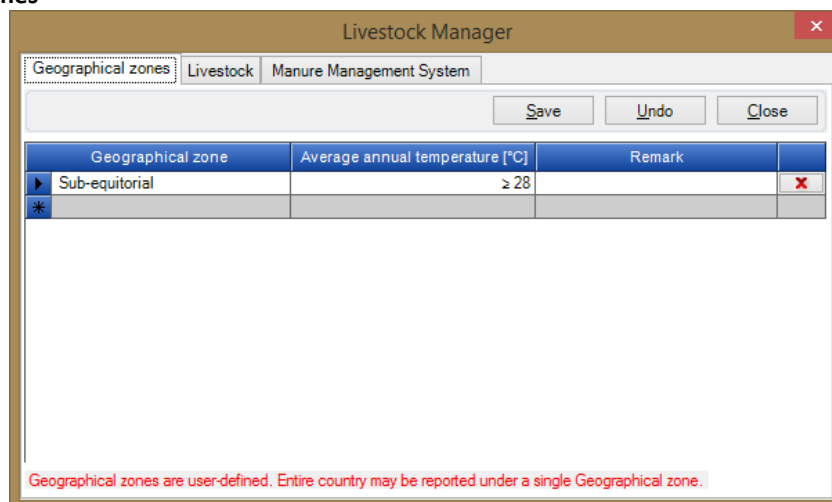 Livestock Manager
Geographical zones Livestock Manure Management System
Save Undo Close
Geographical zone Average annual temperature [°C] Remark
Sub-equitorial ≥ 28
Geographical zones are user-defined. Entire country may be reported under a single Geographical zone.